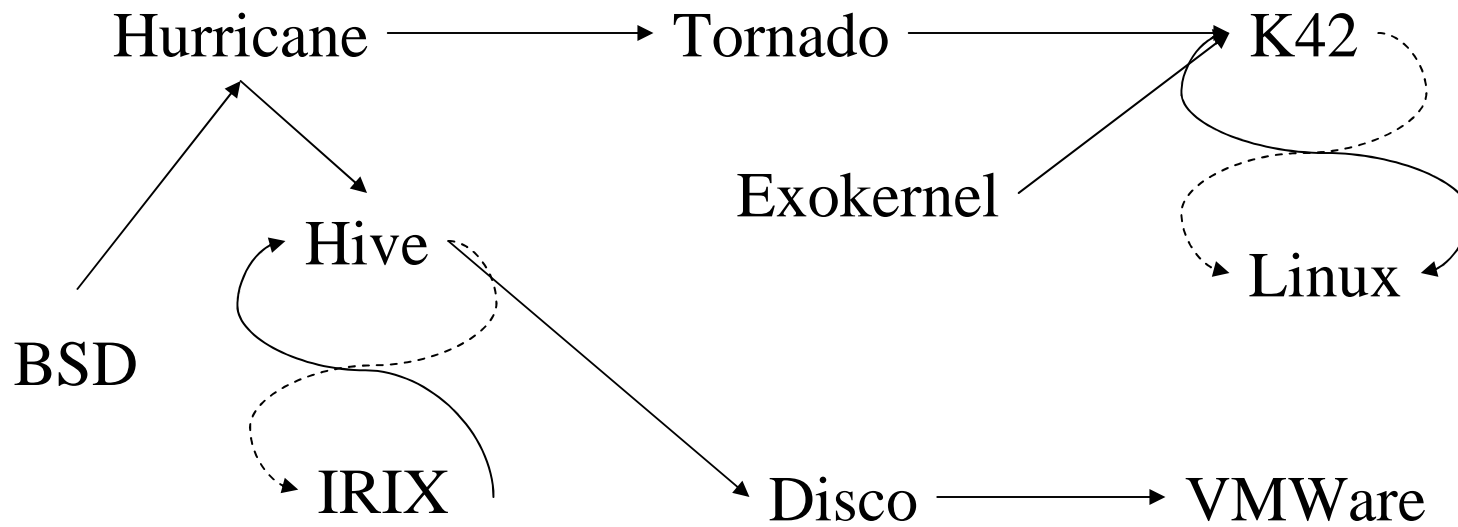 Hurricane
Tornado
K42
Exokernel
Hive
Linux
BSD
IRIX
Disco
VMWare